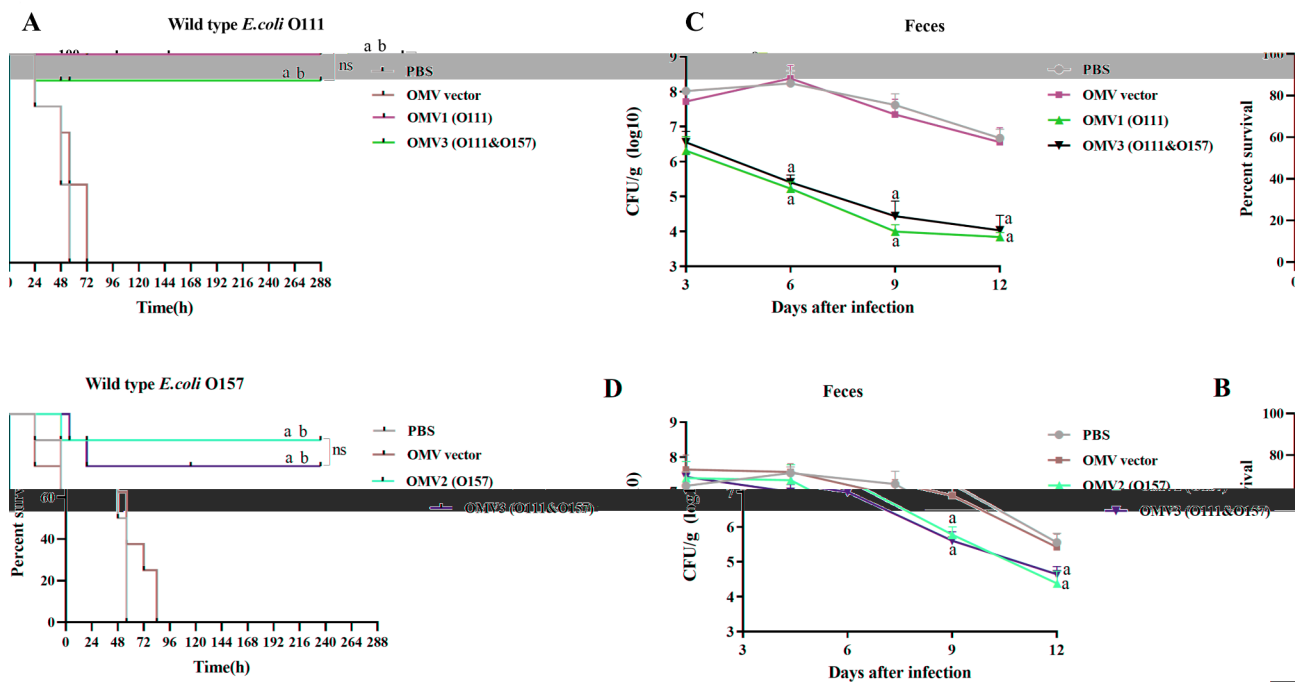 A
Wild type E.coli O111
C
Feces
a b
ns
a b
PBS
OMV vector
OMV1 (O111)
OMV3 (O111&O157)
24 48 72 96 120 144 168 192 216 240 264 288
Time(h)
9
8
7
6
5
4
3
CFU/g (log10)
a
a
a
a
a
a
3 6 9 12
Days after infection
PBS
OMV vector
OMV1 (O111)
OMV3 (O111&O157)
100
80
60
40
20
0
Percent survival
Wild type E.coli O157
D
Feces
B
a b
ns
a b
PBS
OMV vector
OMV2 (O157)
OMV3 (O111&O157)
60
40
20
0
0 24 48 72 96 120 144 168 192 216 240 264 288
Time(h)
9
8
7
6
5
4
3
a
a
a
a
3 6 9 12
Days after infection
PBS
OMV vector
OMV2 (O157)
OMV3 (O111&O157)
100
80